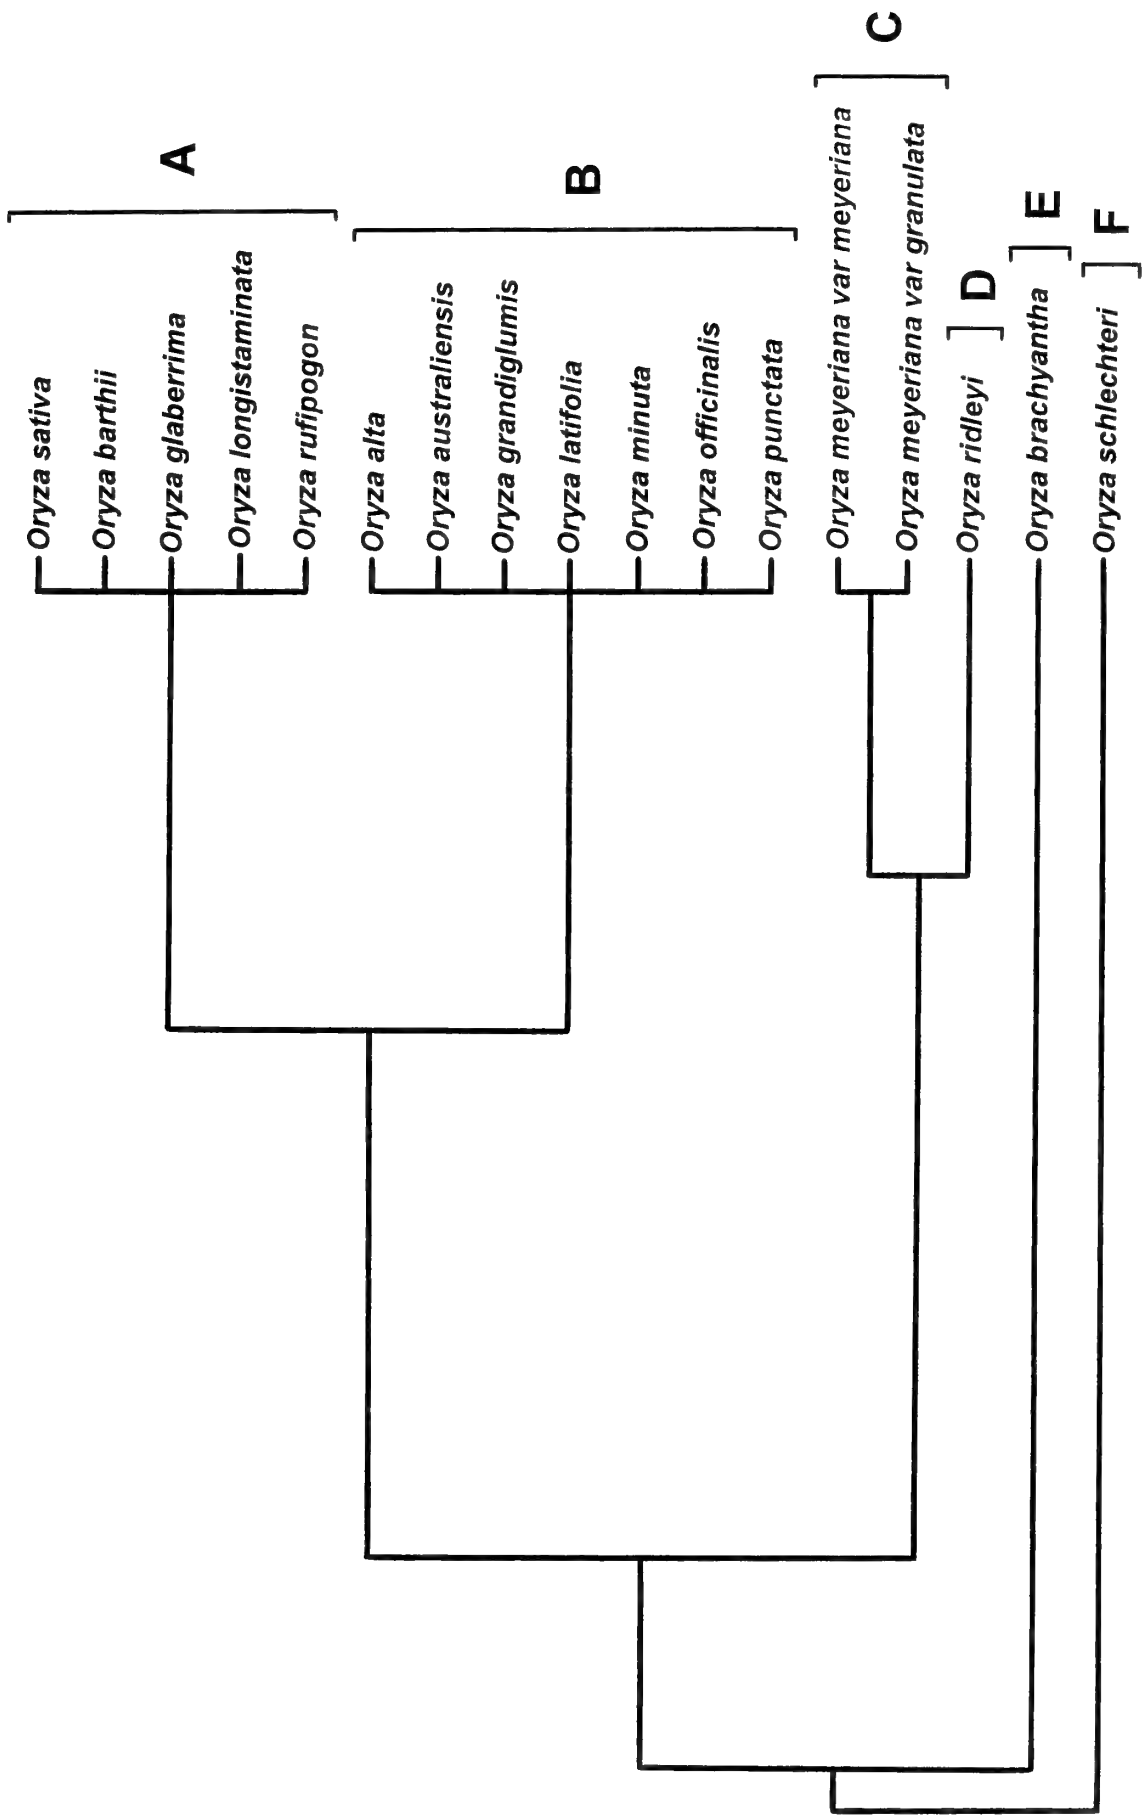 Oryza sativa
Oryza barthii
Oryza glaberrima
Oryza longistaminata
Oryza rufipogon
A
Oryza alta
Oryza australiensis
Oryza grandiglumis
Oryza latifolia
Oryza minuta
Oryza officinalis
Oryza punctata
B
Oryza meyeriana var meyeriana
Oryza meyeriana var granulata
C
Oryza ridleyi
D
Oryza brachyantha
E
Oryza schlechteri
F